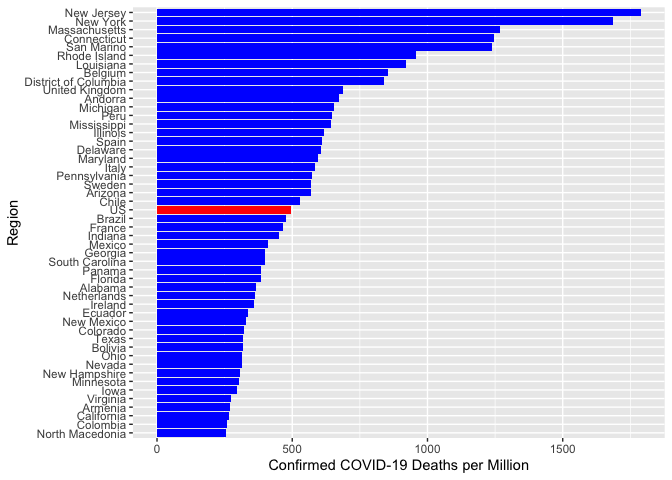 New Jersey
New York
Massachusetts
Connecticut
San Marino
Rhode Island
Louisiana
Belgium
District of Columbia
United Kingdom
Andorra
Michigan
Peru
Mississippi
Illinois
Spain
Delaware
Maryland
Italy
Pennsylvania
Sweden
Arizona
Chile
US
Brazil
France
Indiana
Mexico
Georgia
South Carolina
Panama
Florida
Alabama
Netherlands
Ireland
Ecuador
New Mexico
Colorado
Texas
Bolivia
Ohio
Nevada
New Hampshire
Minnesota
Iowa
Virginia
Armenia
California
Colombia
North Macedonia
Region
0 500 1000 1500
Confirmed COVID-19 Deaths per Million